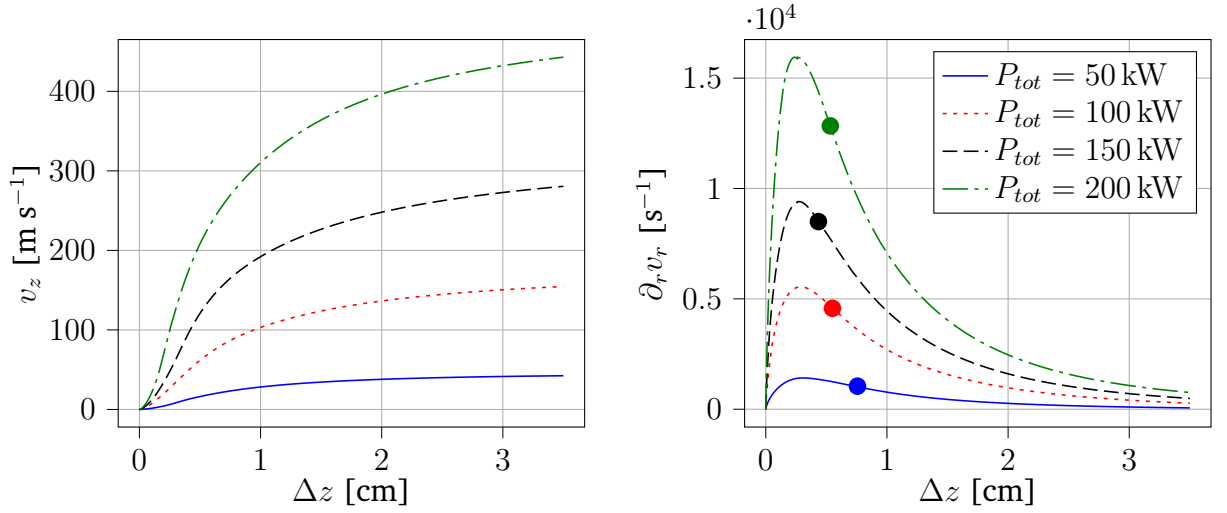 0
100
200
300
400
0
1
2
3
v_z [m s⁻¹]
Δz [cm]
·10⁴
0
0.5
1
1.5
0
1
2
3
∂_r v_r [s⁻¹]
Δz [cm]
P_tot = 50 kW
P_tot = 100 kW
P_tot = 150 kW
P_tot = 200 kW